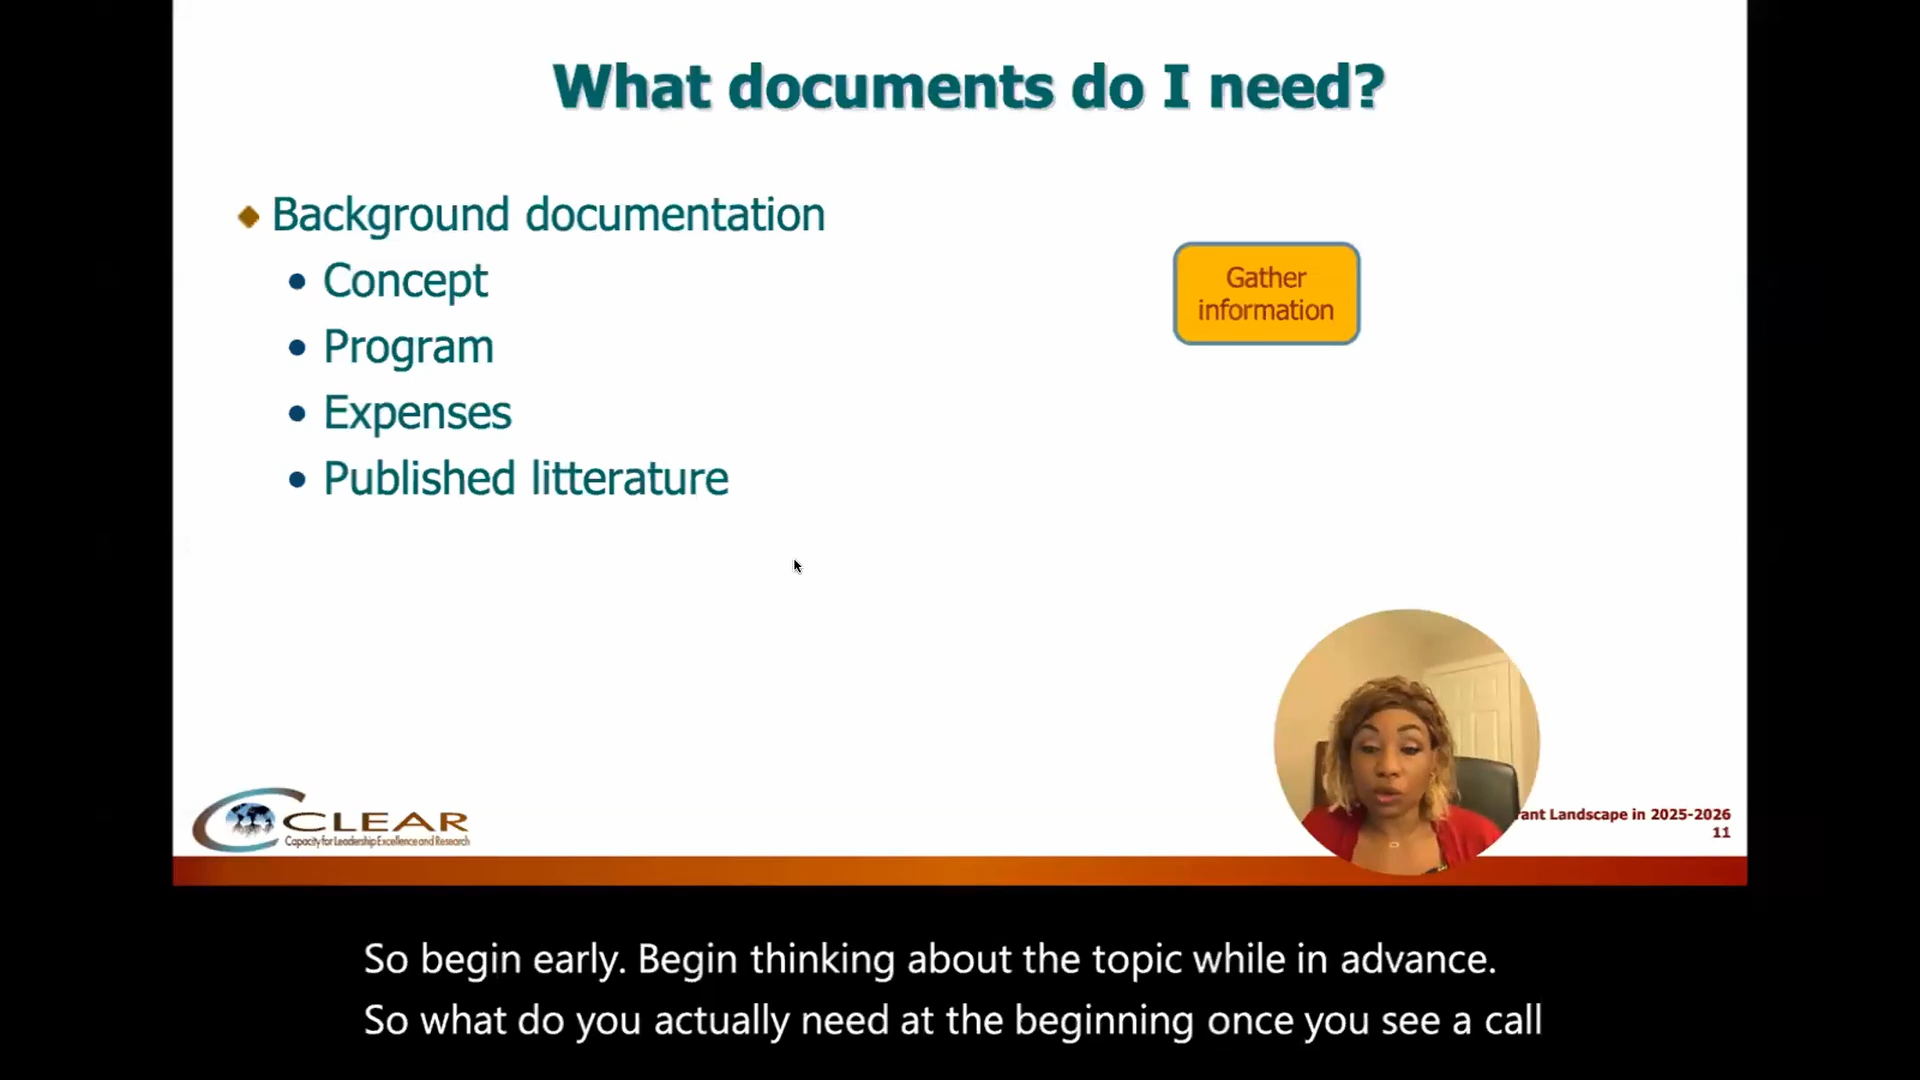 What documents do I need?
Background documentation
Concept
Program
Expenses
Published litterature
Gather
information
CLEAR
Capacity for Leadership Excellence and Research
rant Landscape in 2025-2026
11
So begin early. Begin thinking about the topic while in advance.
So what do you actually need at the beginning once you see a call